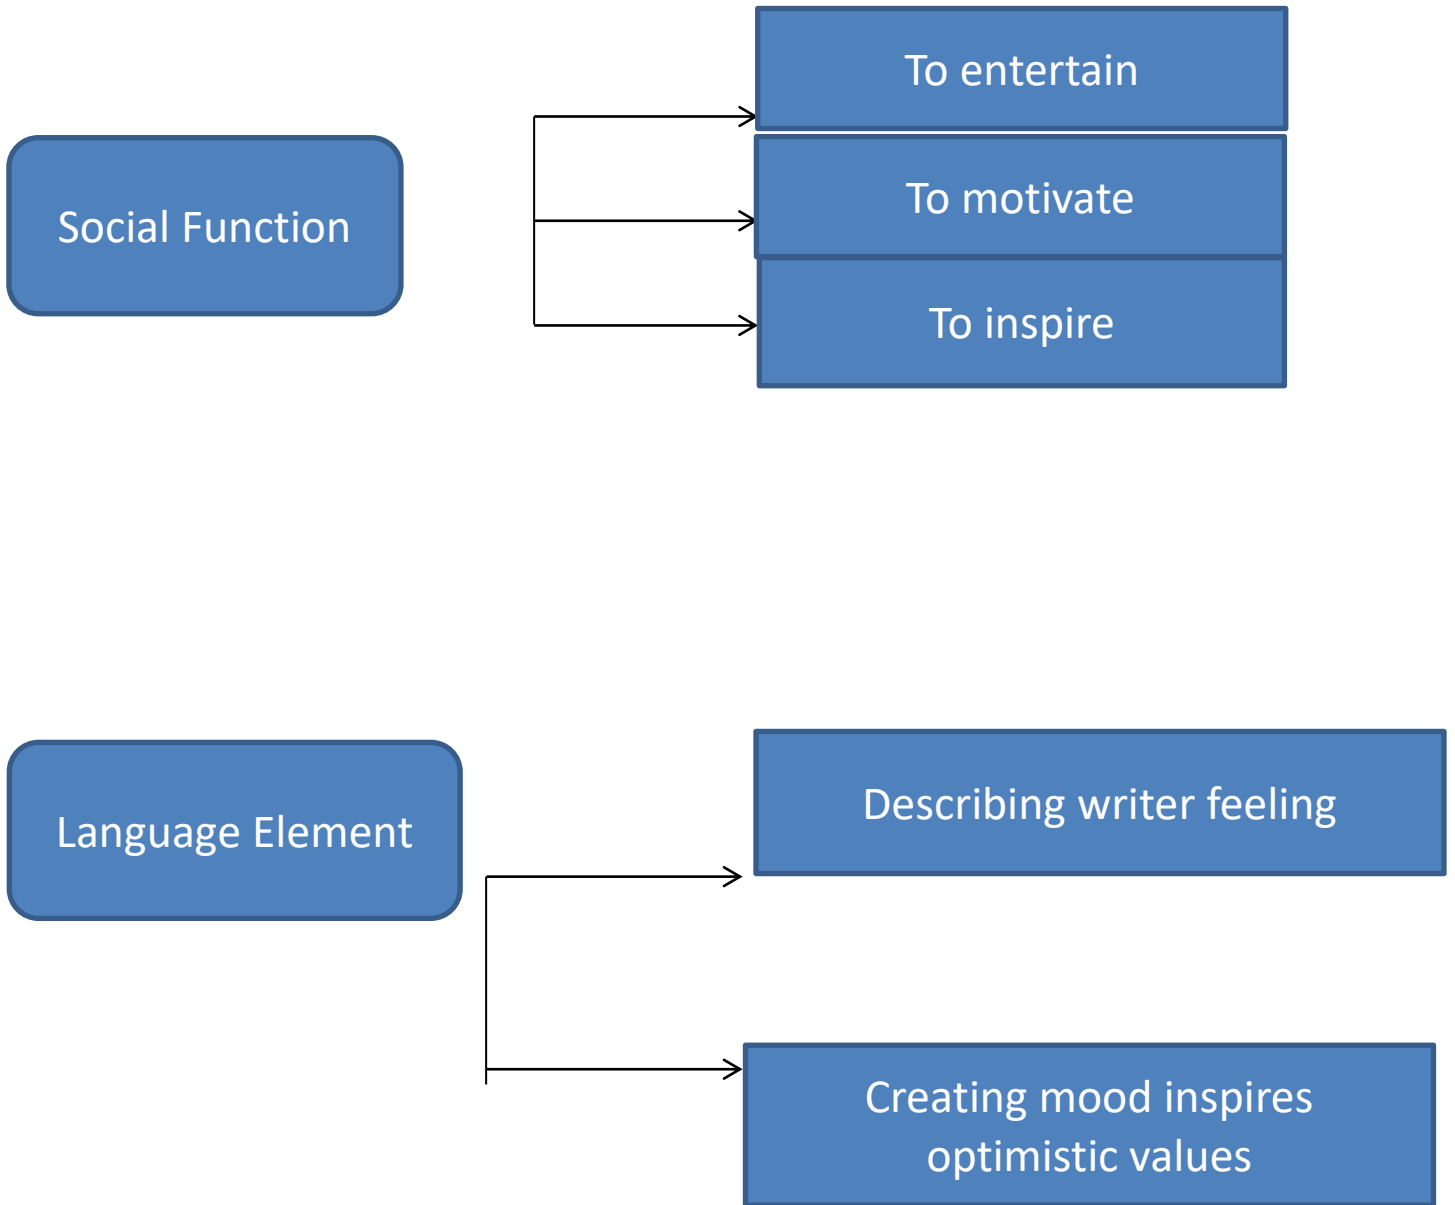 To entertain
To motivate
Social Function
To inspire
Describing writer feeling
Language Element
Creating mood inspires
optimistic values